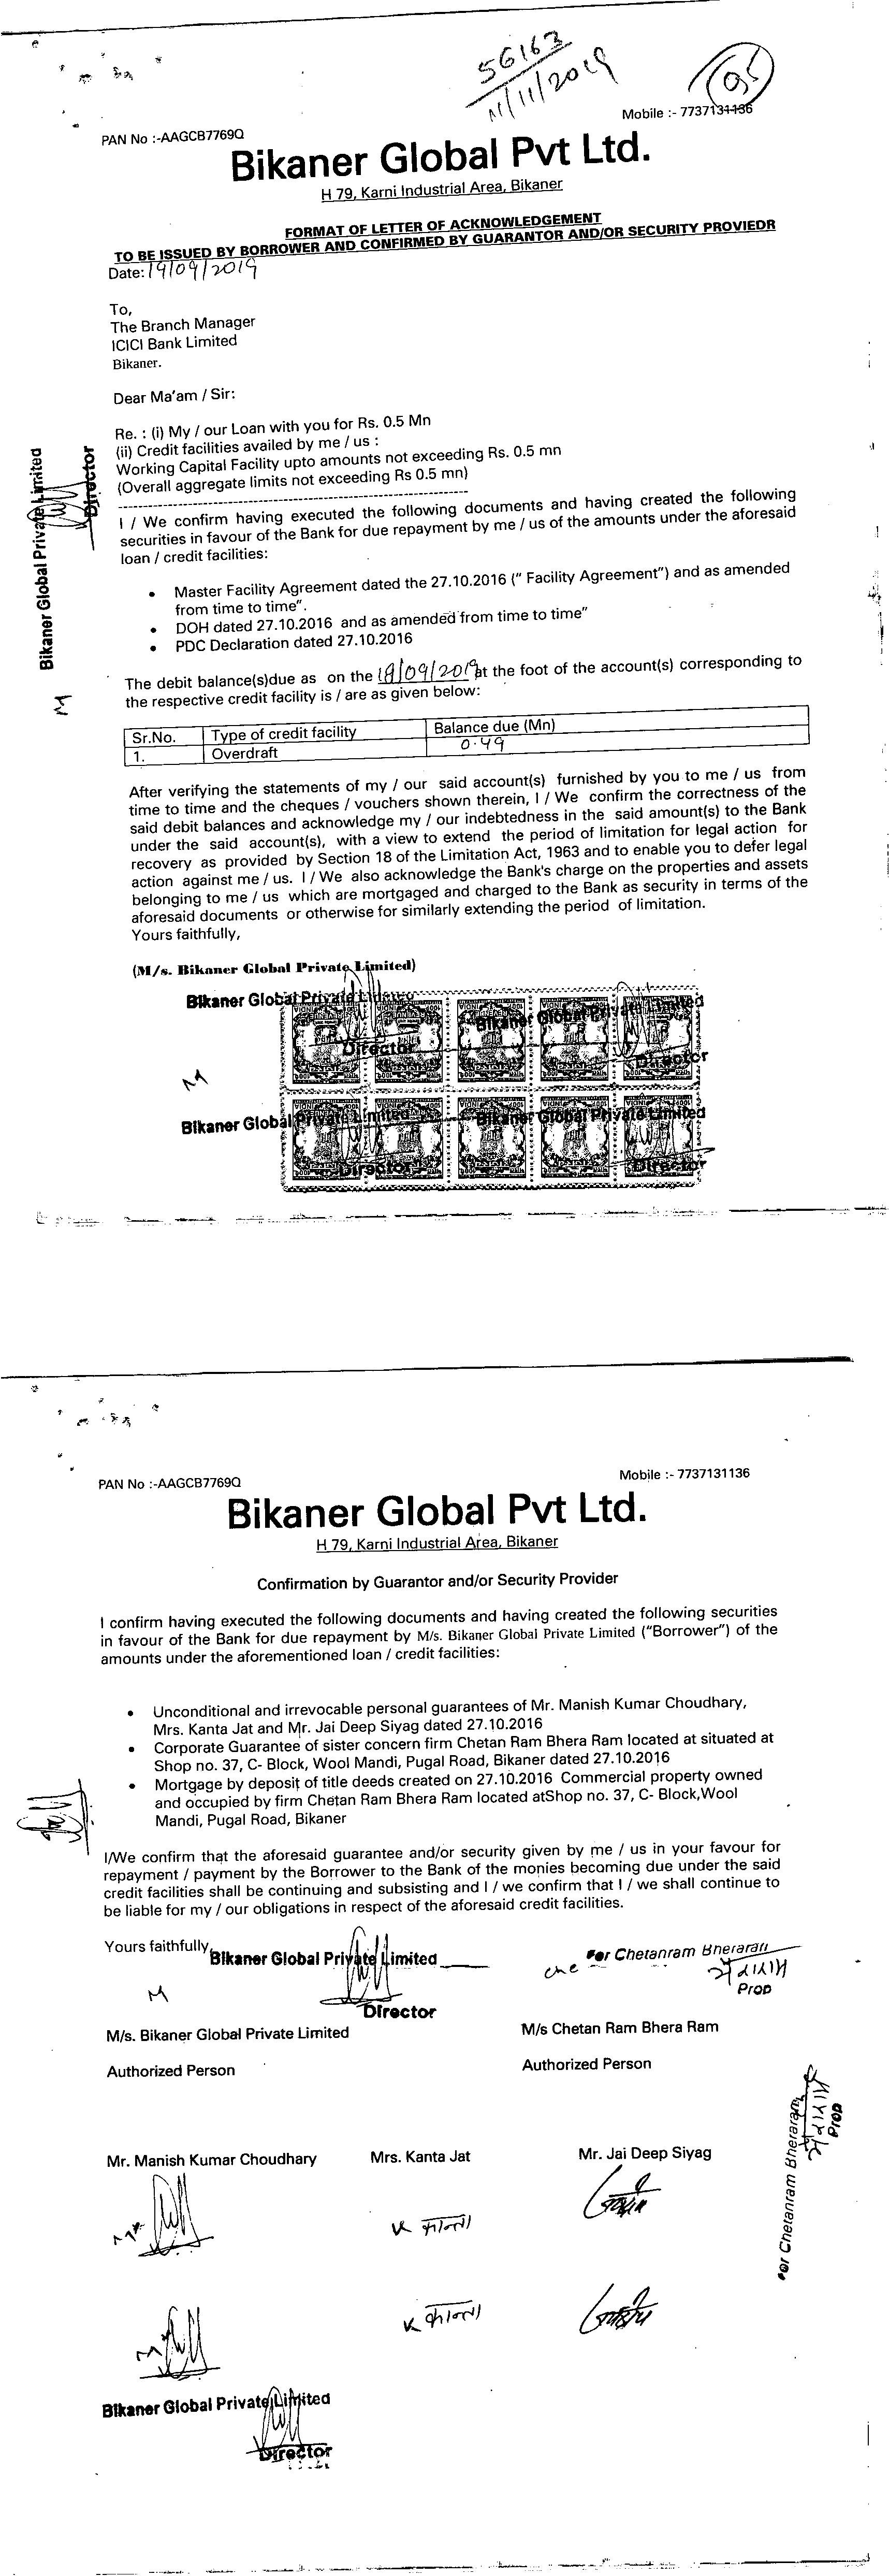 56163
11/11/2019
95
PAN No :-AAGCB7769Q
Mobile :- 7737131136
Bikaner Global Pvt Ltd.
H 79, Karni Industrial Area, Bikaner
FORMAT OF LETTER OF ACKNOWLEDGEMENT
TO BE ISSUED BY BORROWER AND CONFIRMED BY GUARANTOR AND/OR SECURITY PROVIEDR
Date: 19/09/2019
To,
The Branch Manager
ICICI Bank Limited
Bikaner.
Dear Ma'am / Sir:
Re. : (i) My / our Loan with you for Rs. 0.5 Mn
(ii) Credit facilities availed by me / us :
Working Capital Facility upto amounts not exceeding Rs. 0.5 mn
(Overall aggregate limits not exceeding Rs 0.5 mn)
I / We confirm having executed the following documents and having created the following
securities in favour of the Bank for due repayment by me / us of the amounts under the aforesaid
loan / credit facilities:
• Master Facility Agreement dated the 27.10.2016 (" Facility Agreement") and as amended
from time to time".
• DOH dated 27.10.2016 and as amended from time to time"
• PDC Declaration dated 27.10.2016
The debit balance(s)due as on the 19/09/2019 at the foot of the account(s) corresponding to
the respective credit facility is / are as given below:
Sr.No. Type of credit facility Balance due (Mn)
1. Overdraft 0.49
After verifying the statements of my / our said account(s) furnished by you to me / us from
time to time and the cheques / vouchers shown therein, I / We confirm the correctness of the
said debit balances and acknowledge my / our indebtedness in the said amount(s) to the Bank
under the said account(s), with a view to extend the period of limitation for legal action for
recovery as provided by Section 18 of the Limitation Act, 1963 and to enable you to defer legal
action against me / us. I / We also acknowledge the Bank's charge on the properties and assets
belonging to me / us which are mortgaged and charged to the Bank as security in terms of the
aforesaid documents or otherwise for similarly extending the period of limitation.
Yours faithfully,
(M/s. Bikaner Global Private Limited)
Bikaner Global Private Limited
Director
Bikaner Global Private Limited
Director
Bikaner Global Private Limited
Director
Bikaner Global Private Limited
Director
Bikaner Global Private Limited
Director
PAN No :-AAGCB7769Q
Mobile :- 7737131136
Bikaner Global Pvt Ltd.
H 79, Karni Industrial Area, Bikaner
Confirmation by Guarantor and/or Security Provider
I confirm having executed the following documents and having created the following securities
in favour of the Bank for due repayment by M/s. Bikaner Global Private Limited ("Borrower") of the
amounts under the aforementioned loan / credit facilities:
• Unconditional and irrevocable personal guarantees of Mr. Manish Kumar Choudhary,
Mrs. Kanta Jat and Mr. Jai Deep Siyag dated 27.10.2016
• Corporate Guarantee of sister concern firm Chetan Ram Bhera Ram located at situated at
Shop no. 37, C- Block, Wool Mandi, Pugal Road, Bikaner dated 27.10.2016
• Mortgage by deposit of title deeds created on 27.10.2016 Commercial property owned
and occupied by firm Chetan Ram Bhera Ram located atShop no. 37, C- Block,Wool
Mandi, Pugal Road, Bikaner
I/We confirm that the aforesaid guarantee and/or security given by me / us in your favour for
repayment / payment by the Borrower to the Bank of the monies becoming due under the said
credit facilities shall be continuing and subsisting and I / we confirm that I / we shall continue to
be liable for my / our obligations in respect of the aforesaid credit facilities.
Yours faithfully,
Bikaner Global Private Limited
Director
For Chetanram Bheraram
Prop
M/s. Bikaner Global Private Limited
M/s Chetan Ram Bhera Ram
Authorized Person
Authorized Person
For Chetanram Bheraram
Prop
Mr. Manish Kumar Choudhary
Mrs. Kanta Jat
Mr. Jai Deep Siyag
कान्ता
कान्ता
Bikaner Global Private Limited
Director